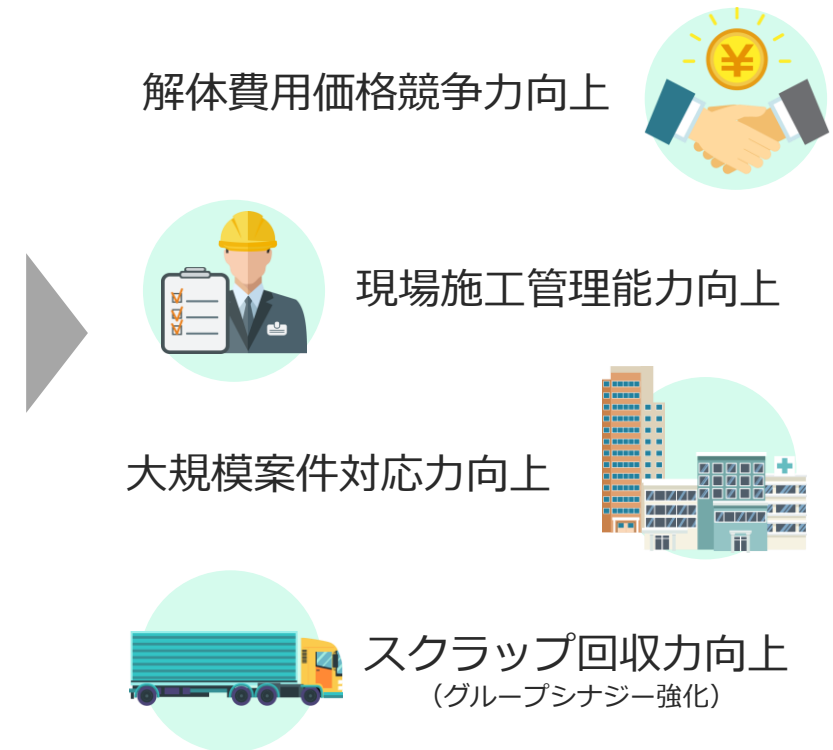 解体費用価格競争力向上
¥
現場施工管理能力向上
大規模案件対応力向上
スクラップ回収力向上
（グループシナジー強化）